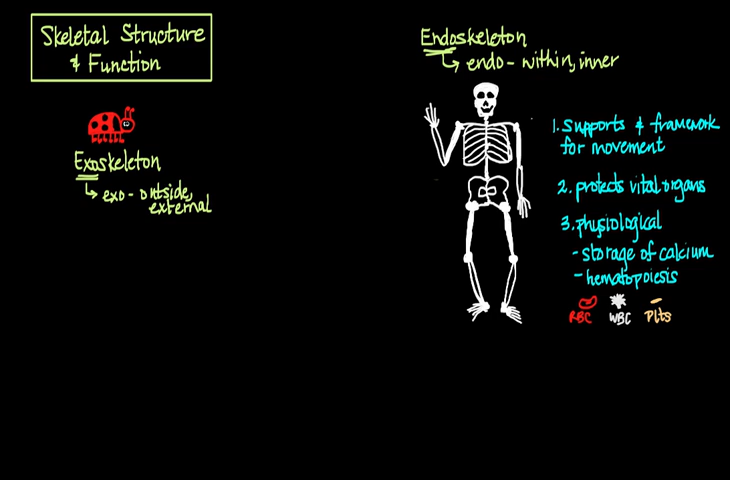 Skeletal Structure
& Function
Exoskeleton
↳ exo - outside,
external
Endoskeleton
↳ endo - within, inner
1. supports & framework
for movement
2. protects vital organs
3. physiological
- storage of calcium
- hematopoiesis
RBC WBC Plts